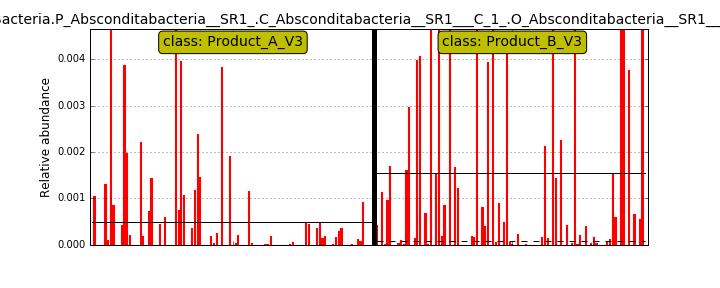 Bacteria.P_Absconditabacteria__SR1_.C_Absconditabacteria__SR1___C_1_.O_Absconditabacteria__SR1__
class: Product_A_V3 class: Product_B_V3
0.004
0.003
0.002
0.001
0.000
Relative abundance